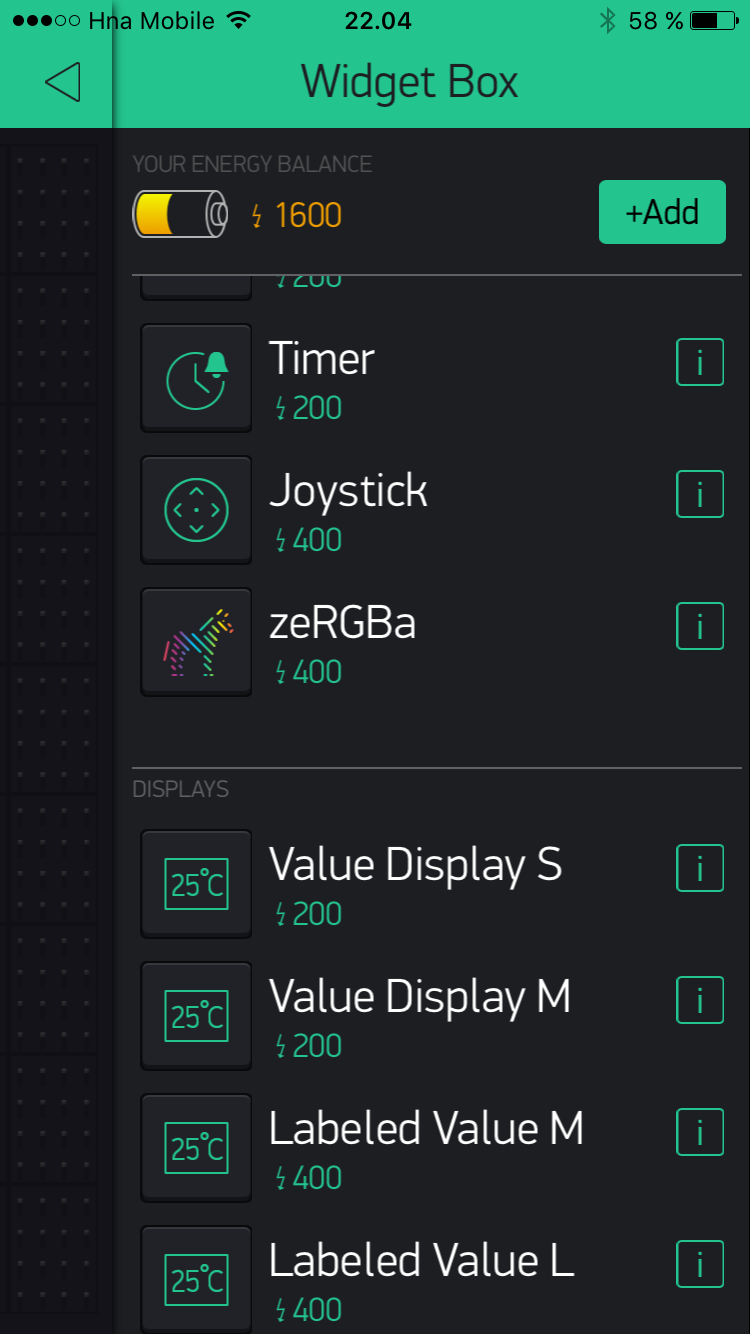 Hna Mobile 22.04 58 %
Widget Box
YOUR ENERGY BALANCE
1600
+Add
200
Timer
i
200
Joystick
i
400
zeRGBa
i
400
DISPLAYS
25°C
Value Display S
i
200
25°C
Value Display M
i
200
25°C
Labeled Value M
i
400
25°C
Labeled Value L
i
400